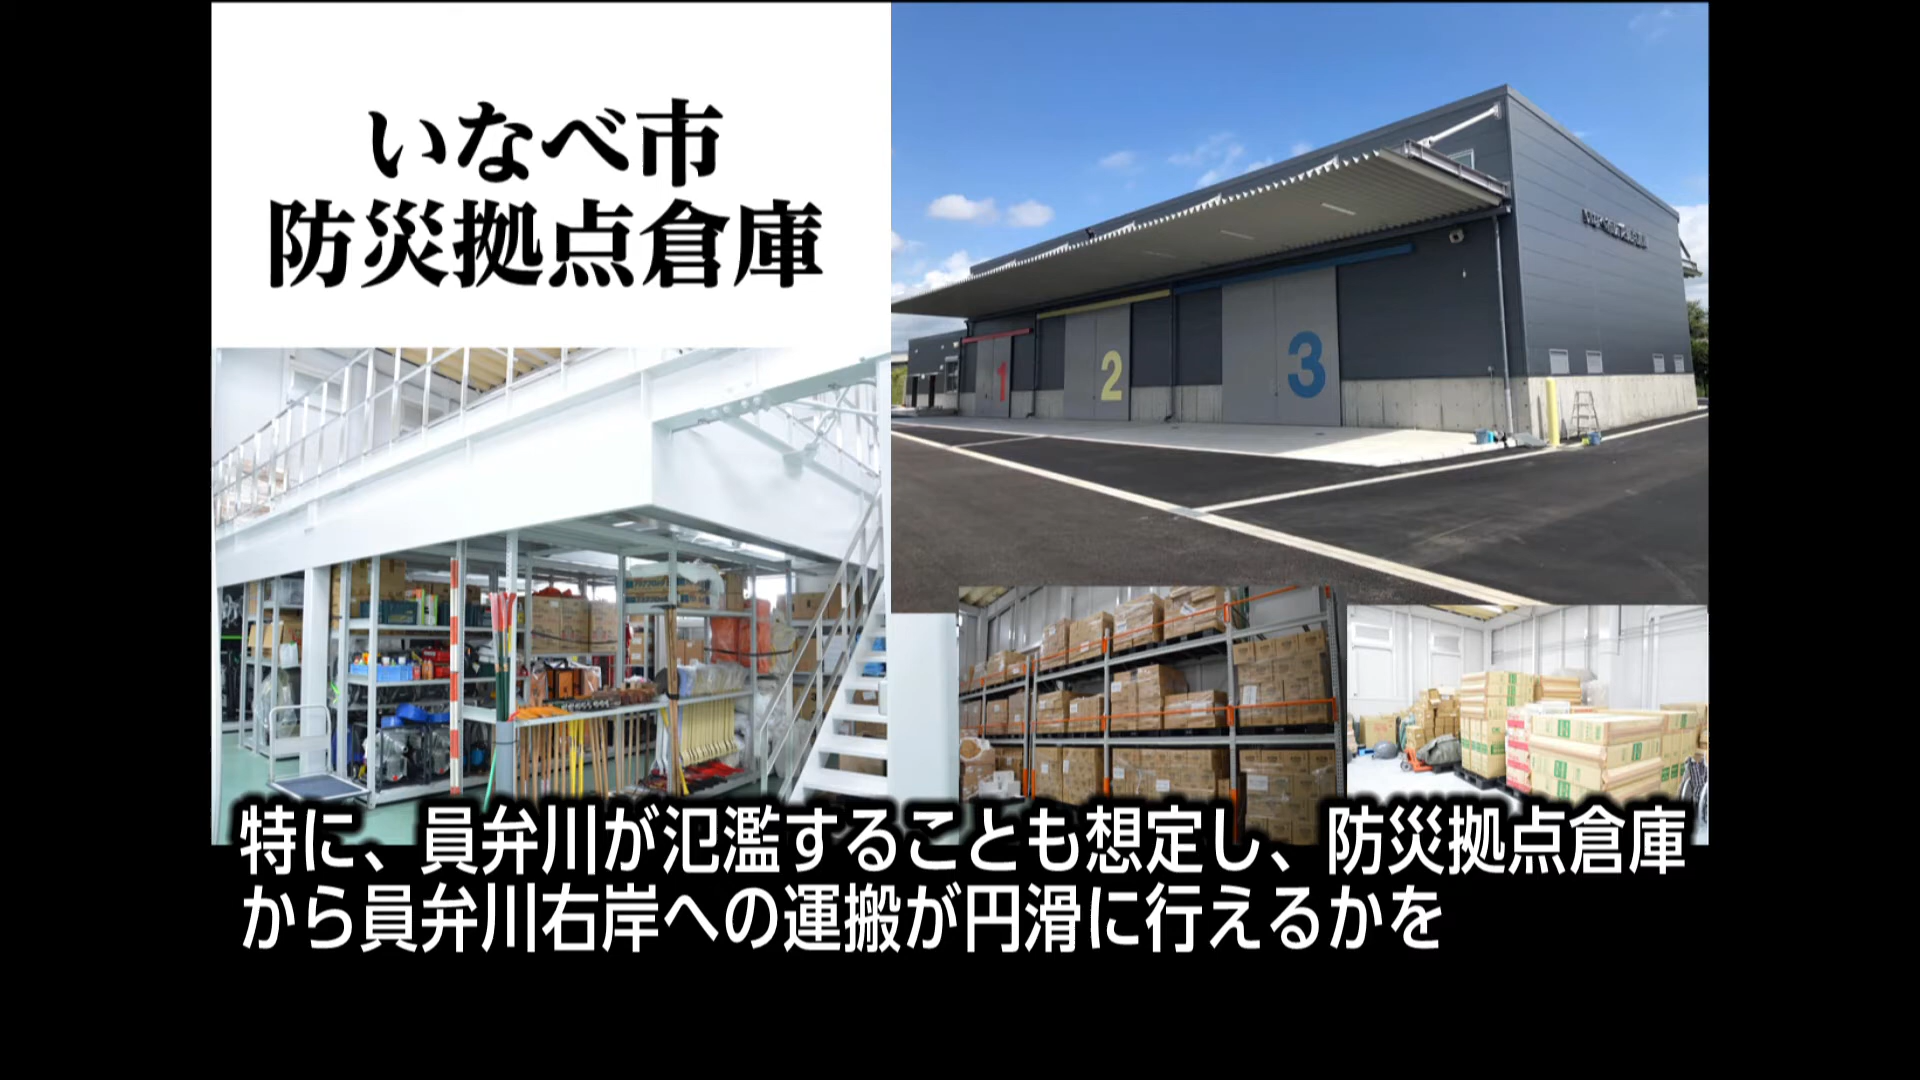 いなべ市
防災拠点倉庫
1
2
3
特に、員弁川が氾濫することも想定し、防災拠点倉庫
から員弁川右岸への運搬が円滑に行えるかを